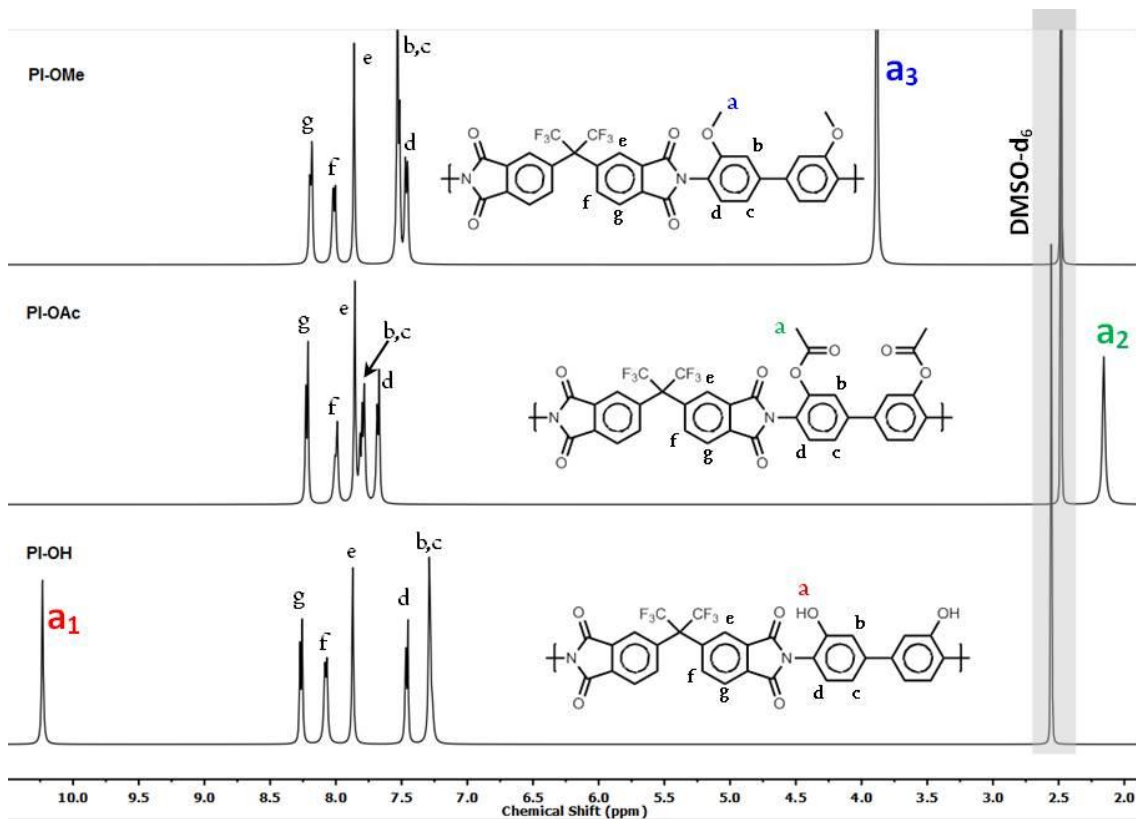 b,c
e
PI-OMe
a3
a
g
d
f
O
O
F3C
CF3
e
b
N
N
d
c
f
g
O
O
O
O
DMSO-d6
PI-OAc
e
g
b,c
d
f
a
O
O
O
O
a2
F3C
CF3
e
b
O
O
N
N
f
g
d
c
O
O
O
O
PI-OH
a1
g
f
e
d
b,c
a
HO
OH
F3C
CF3
e
b
O
O
N
N
f
g
d
c
O
O
10.0 9.5 9.0 8.5 8.0 7.5 7.0 6.5 6.0 5.5 5.0 4.5 4.0 3.5 3.0 2.5 2.0
Chemical Shift (ppm)